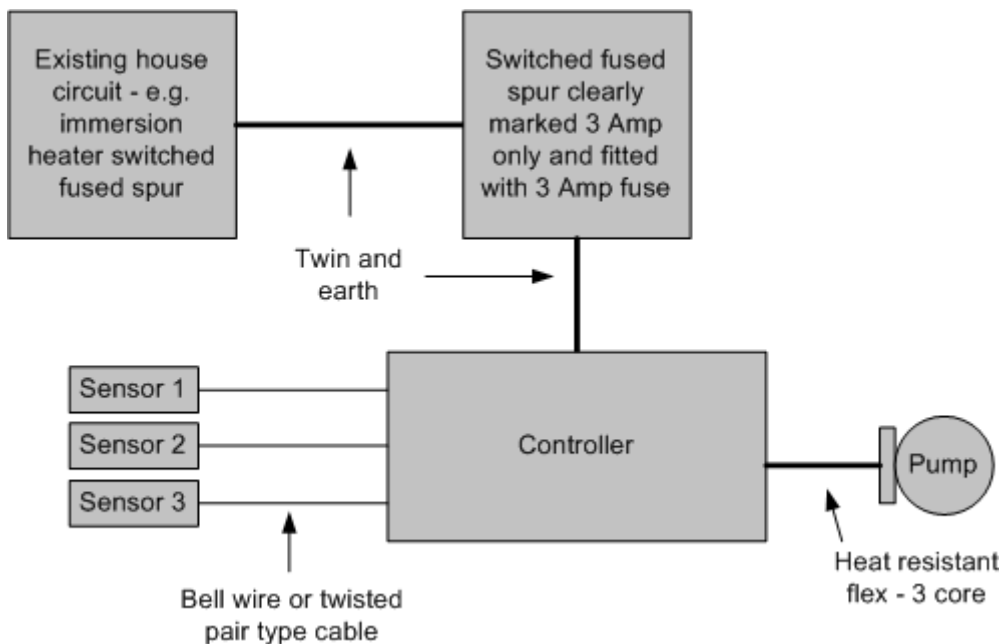 Existing house
circuit - e.g.
immersion
heater switched
fused spur
Switched fused
spur clearly
marked 3 Amp
only and fitted
with 3 Amp fuse
Twin and
earth
Sensor 1
Sensor 2
Sensor 3
Controller
Pump
Bell wire or twisted
pair type cable
Heat resistant
flex - 3 core